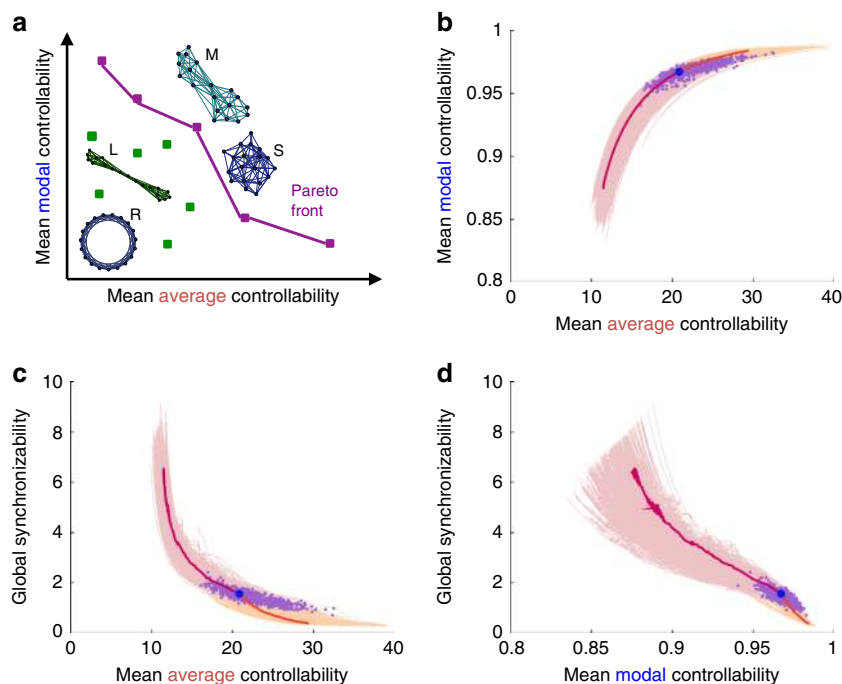 a
M
L
S
R
Pareto
front
Mean modal controllability
Mean average controllability
b
1
0.95
0.9
0.85
0.8
0
10
20
30
40
Mean modal controllability
Mean average controllability
c
10
8
6
4
2
0
0
10
20
30
40
Global synchronizability
Mean average controllability
d
10
8
6
4
2
0
0.8
0.85
0.9
0.95
1
Global synchronizability
Mean modal controllability